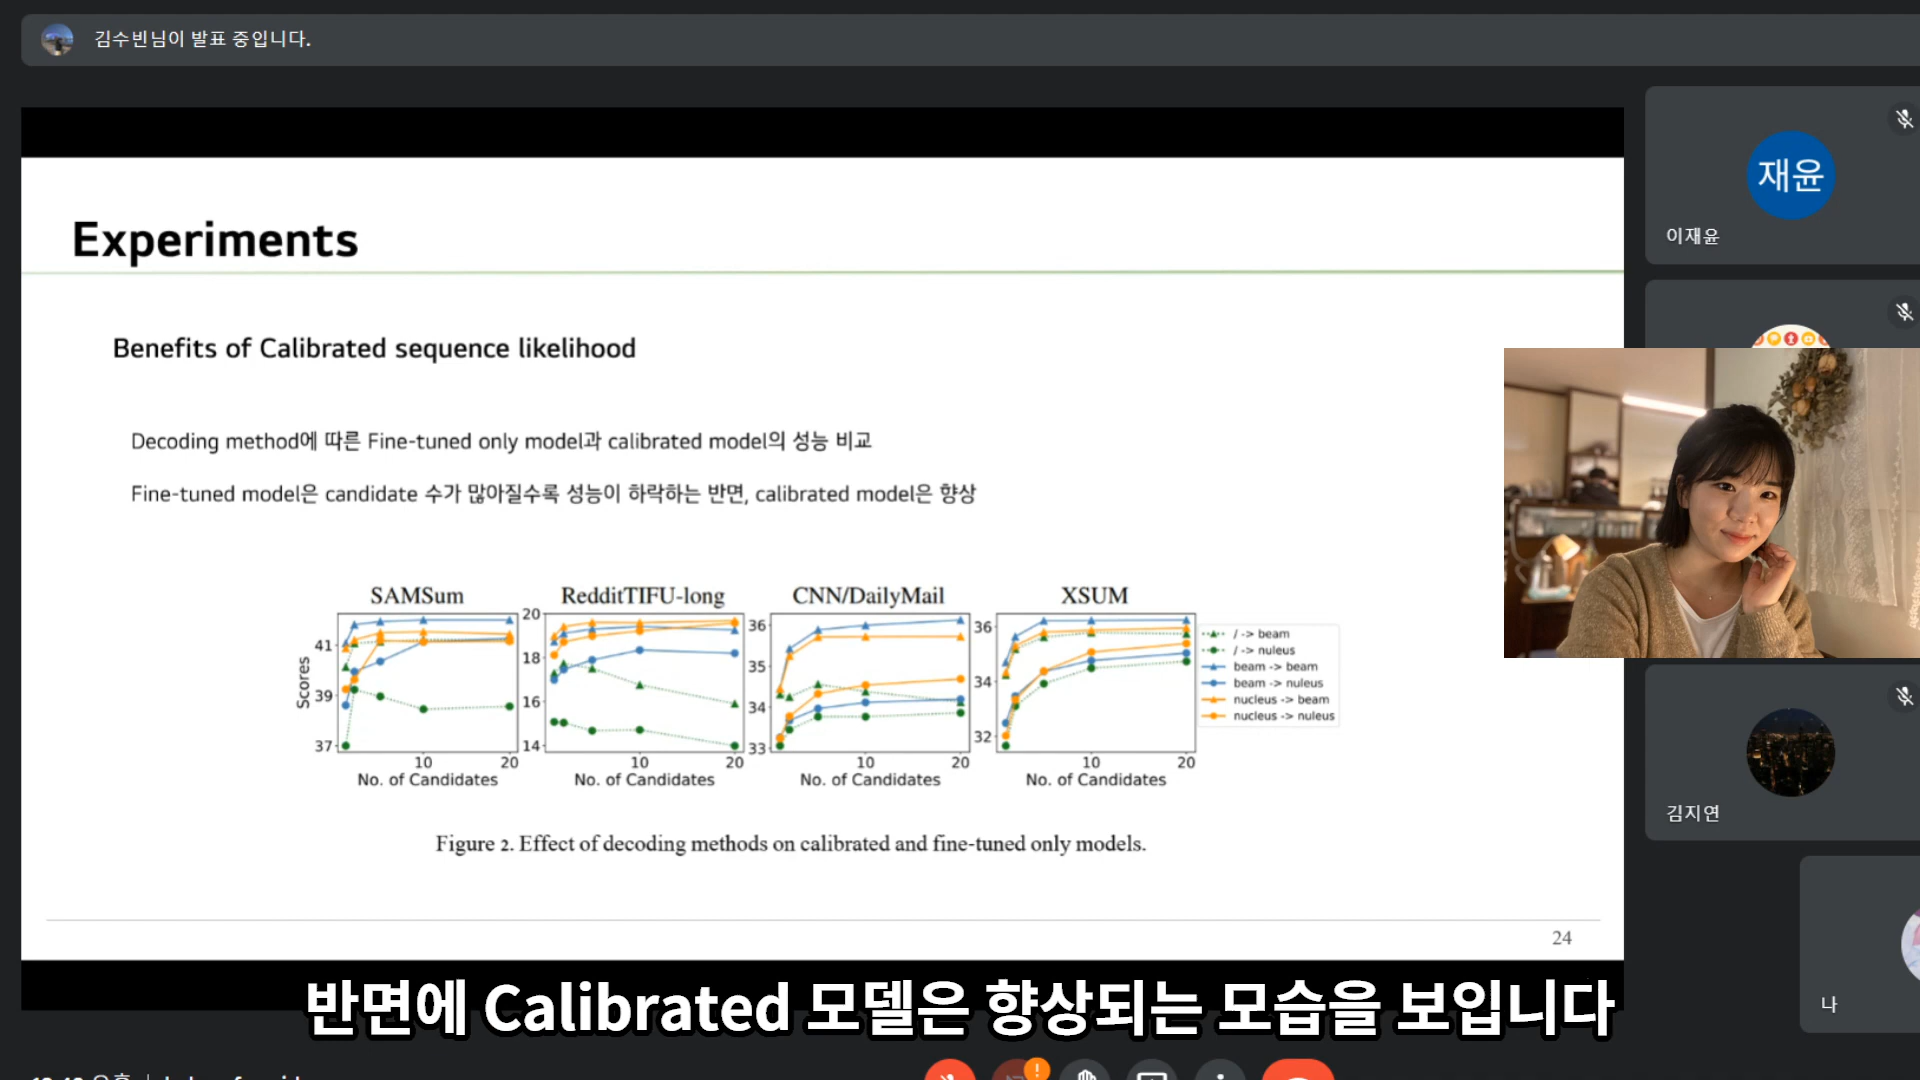 김수빈님이 발표 중입니다.
재윤
이재윤
Experiments
Benefits of Calibrated sequence likelihood
Decoding method에 따른 Fine-tuned only model과 calibrated model의 성능 비교
Fine-tuned model은 candidate 수가 많아질수록 성능이 하락하는 반면, calibrated model은 향상
SAMSum
RedditTIFU-long
CNN/DailyMail
XSUM
Scores
41
39
37
10
20
No. of Candidates
20
18
16
14
10
20
No. of Candidates
36
35
34
33
10
20
No. of Candidates
36
34
32
10
20
No. of Candidates
/ -> beam
/ -> nuleus
beam -> beam
beam -> nuleus
nucleus -> beam
nucleus -> nuleus
Figure 2. Effect of decoding methods on calibrated and fine-tuned only models.
24
김지연
나
반면에 Calibrated 모델은 향상되는 모습을 보입니다